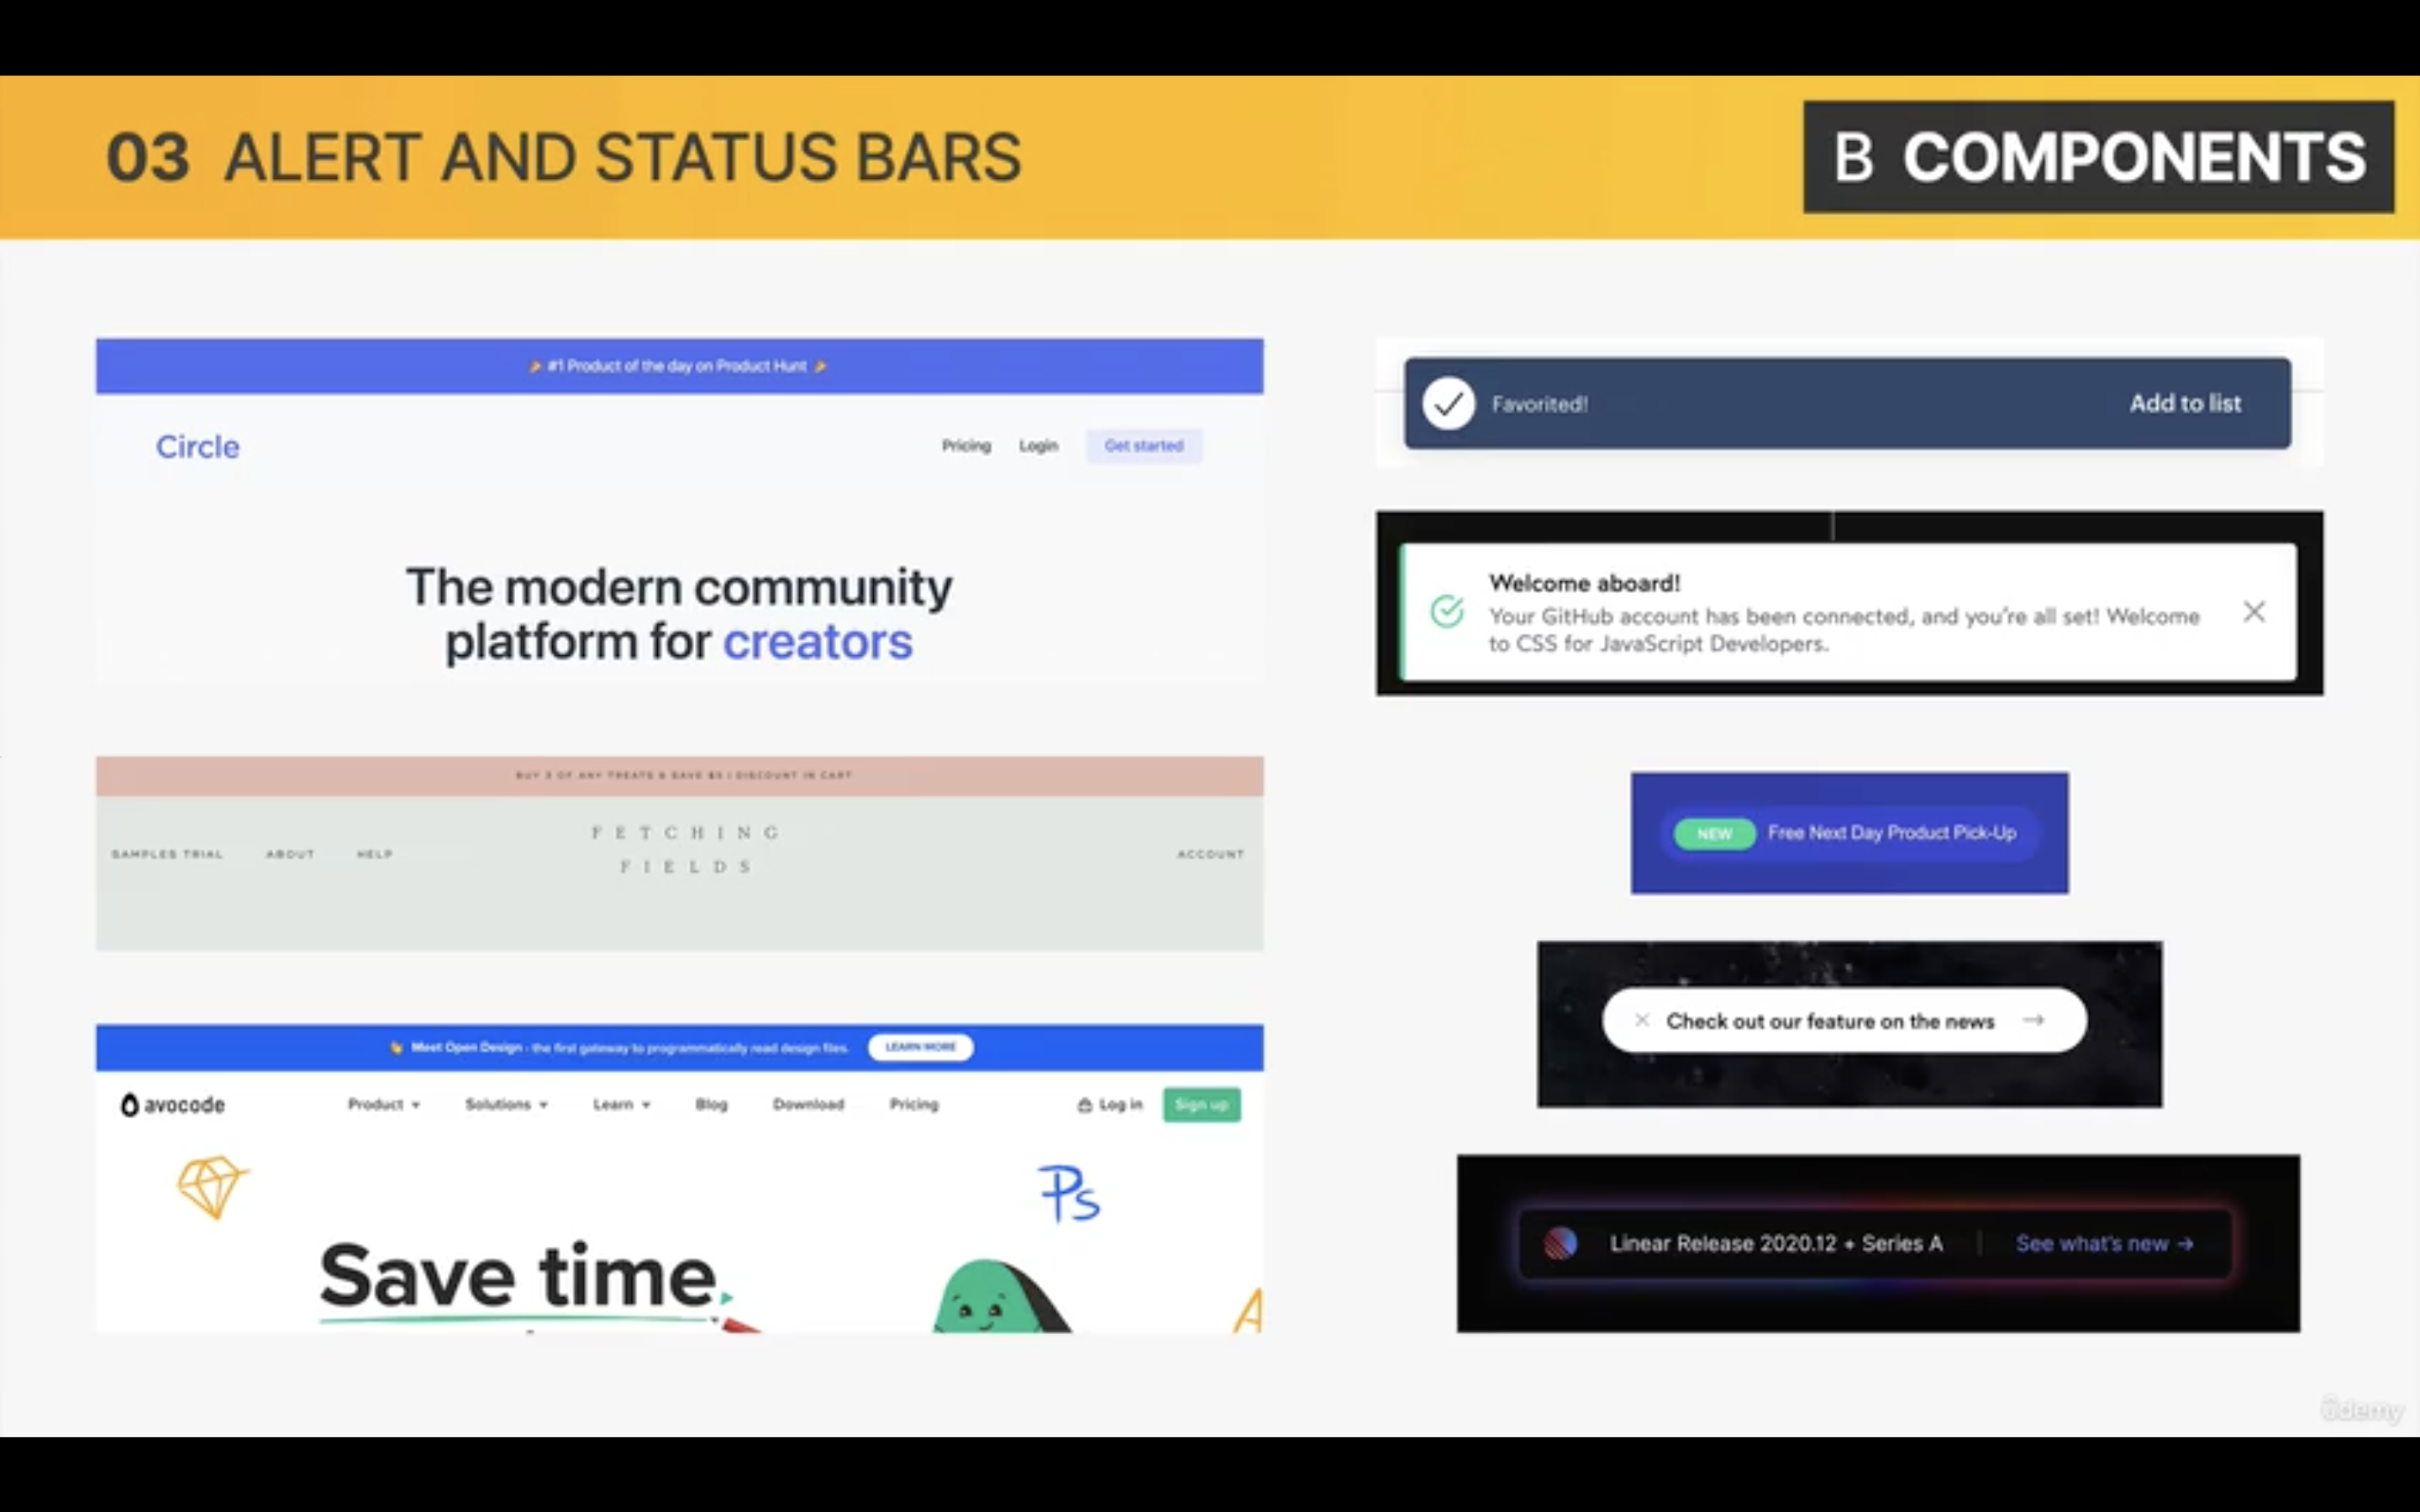 03 ALERT AND STATUS BARS
B COMPONENTS
#1 Product of the day on Product Hunt
Circle
Pricing Login Get started
The modern community
platform for creators
BUY 3 OF ANY TREATS & SAVE $5 | DISCOUNT IN CART
FETCHING
FIELDS
SAMPLES TRIAL ABOUT HELP
ACCOUNT
Meet Open Design - the first gateway to programmatically read design files. LEARN MORE
avocode
Product Solutions Learn Blog Download Pricing
Log in Sign up
Ps
Save time.
A
Favorited!
Add to list
Welcome aboard!
Your GitHub account has been connected, and you're all set! Welcome
to CSS for JavaScript Developers.
NEW Free Next Day Product Pick-Up
Check out our feature on the news →
Linear Release 2020.12 + Series A
See what's new →
ûdemy